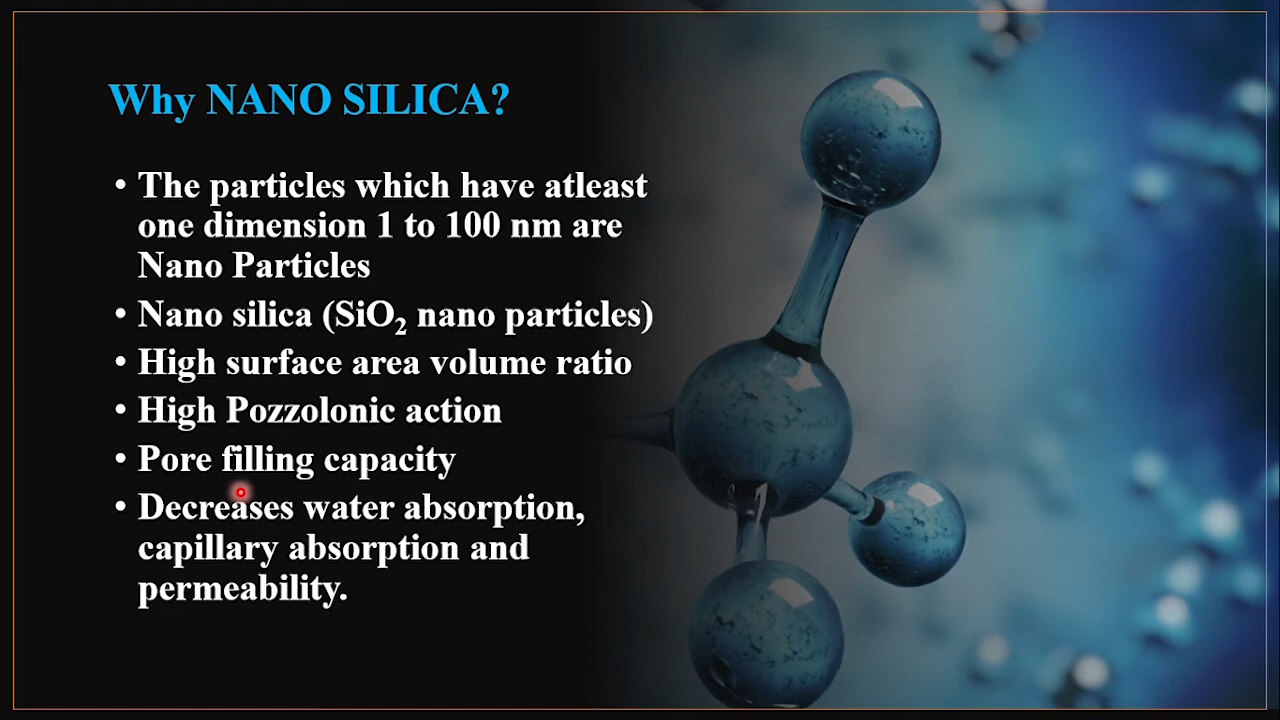 Why NANO SILICA?
• The particles which have atleast
one dimension 1 to 100 nm are
Nano Particles
• Nano silica (SiO₂ nano particles)
• High surface area volume ratio
• High Pozzolonic action
• Pore filling capacity
• Decreases water absorption,
capillary absorption and
permeability.